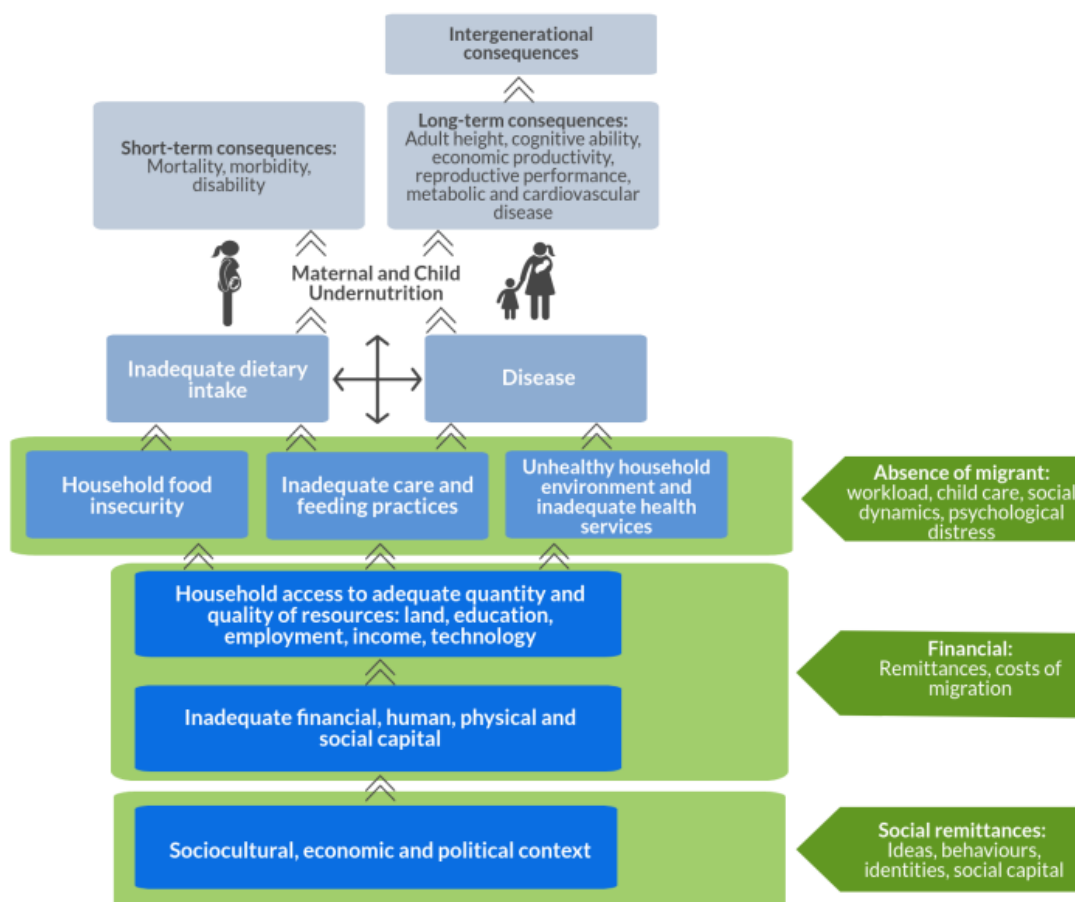 Intergenerational
consequences
Short-term consequences:
Mortality, morbidity,
disability
Long-term consequences:
Adult height, cognitive ability,
economic productivity,
reproductive performance,
metabolic and cardiovascular
disease
Maternal and Child
Undernutrition
Inadequate dietary
intake
Disease
Household food
insecurity
Inadequate care and
feeding practices
Unhealthy household
environment and
inadequate health
services
Absence of migrant:
workload, child care, social
dynamics, psychological
distress
Household access to adequate quantity and
quality of resources: land, education,
employment, income, technology
Financial:
Remittances, costs of
migration
Inadequate financial, human, physical and
social capital
Sociocultural, economic and political context
Social remittances:
Ideas, behaviours,
identities, social capital